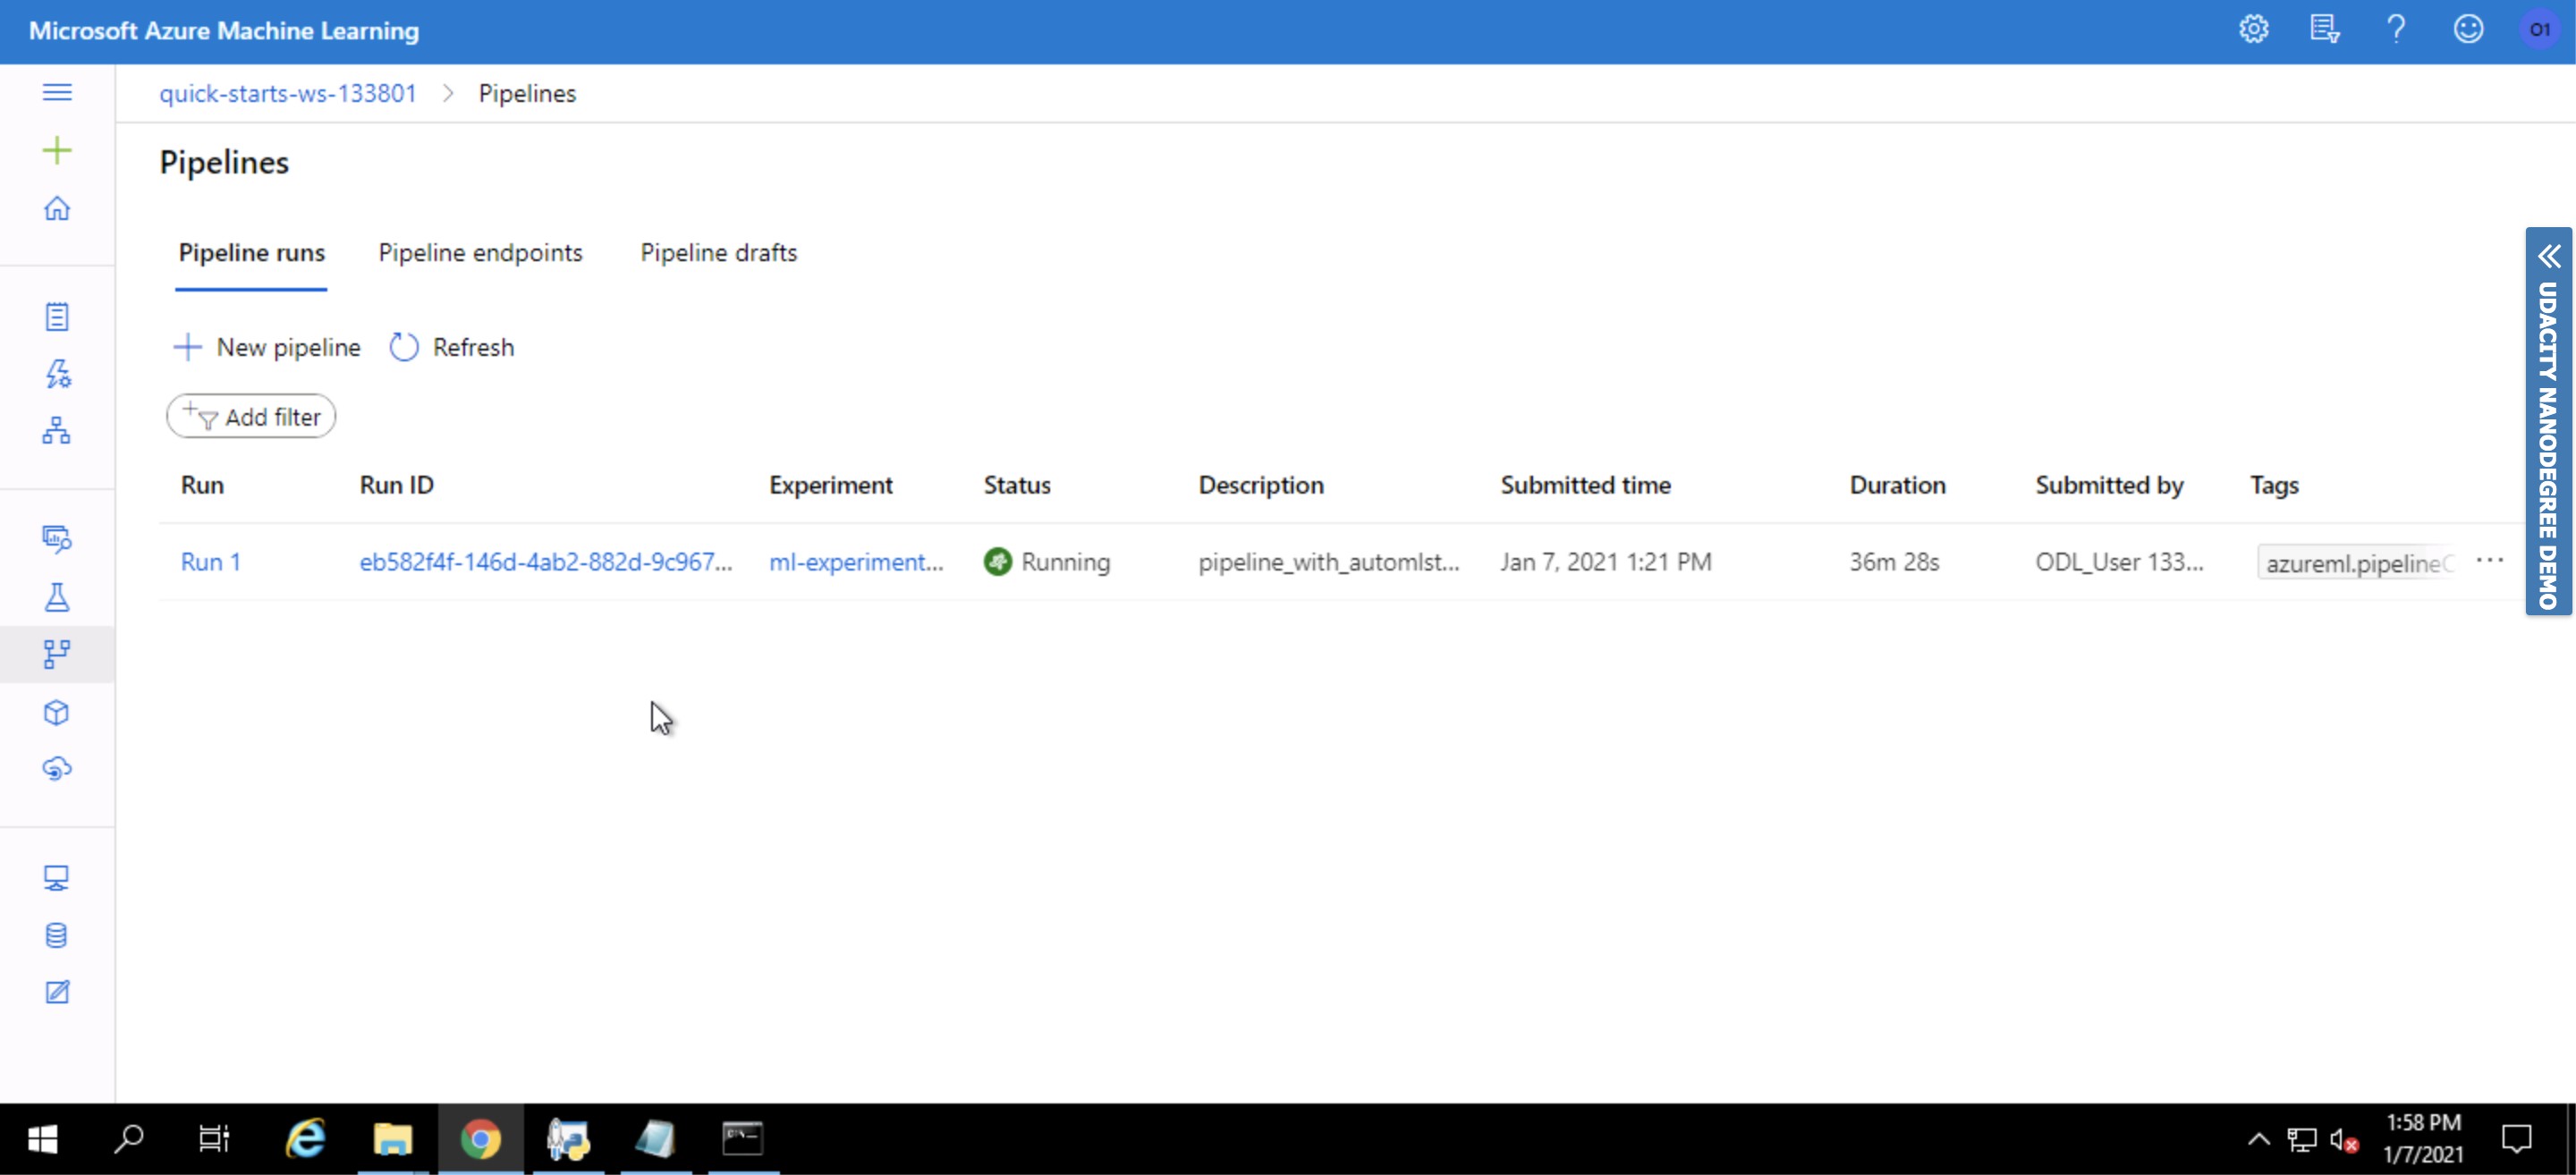 Microsoft Azure Machine Learning
O1
quick-starts-ws-133801 > Pipelines
Pipelines
Pipeline runs Pipeline endpoints Pipeline drafts
New pipeline Refresh
Add filter
Run Run ID Experiment Status Description Submitted time Duration Submitted by Tags
Run 1 eb582f4f-146d-4ab2-882d-9c967... ml-experiment... Running pipeline_with_automlst... Jan 7, 2021 1:21 PM 36m 28s ODL_User 133... azureml.pipelineC ...
UDACITY NANODEGREE DEMO
1:58 PM
1/7/2021